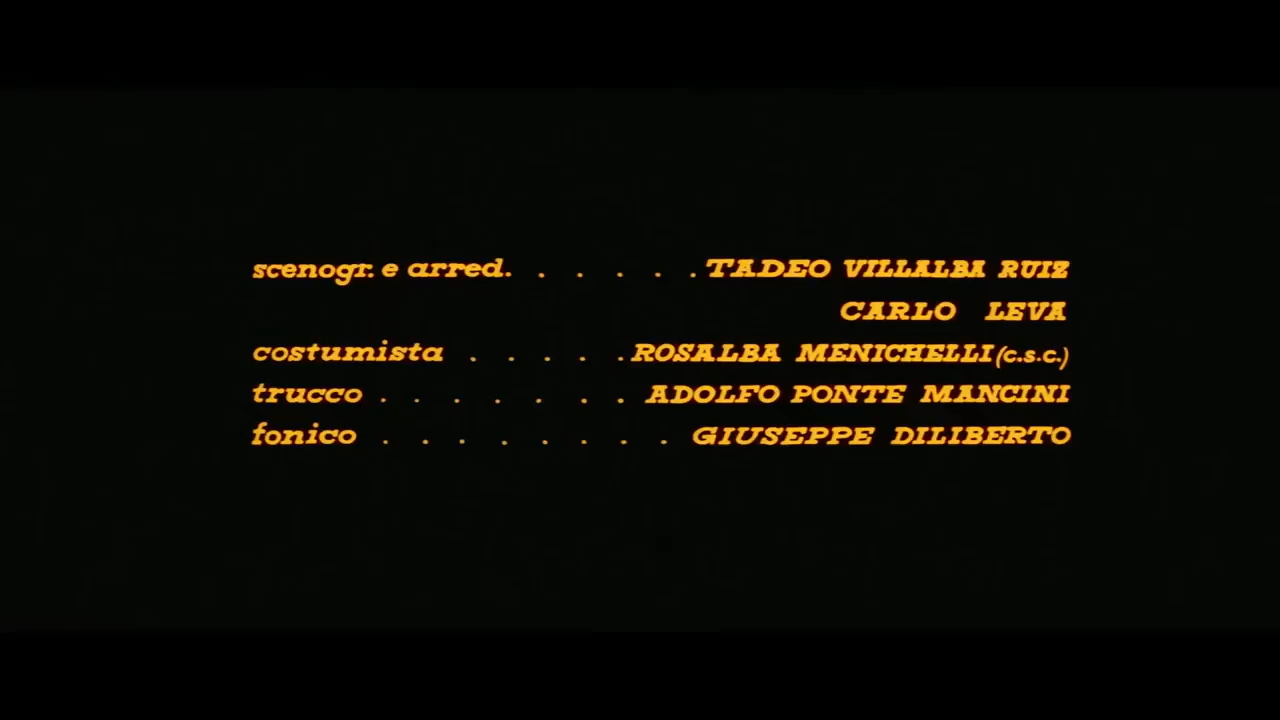 scenogr. e arred. . . . . . TADEO VILLALBA RUIZ
CARLO LEVA
costumista . . . . . ROSALBA MENICHELLI (c.s.c.)
trucco . . . . . . . ADOLFO PONTE MANCINI
fonico . . . . . . . . GIUSEPPE DILIBERTO